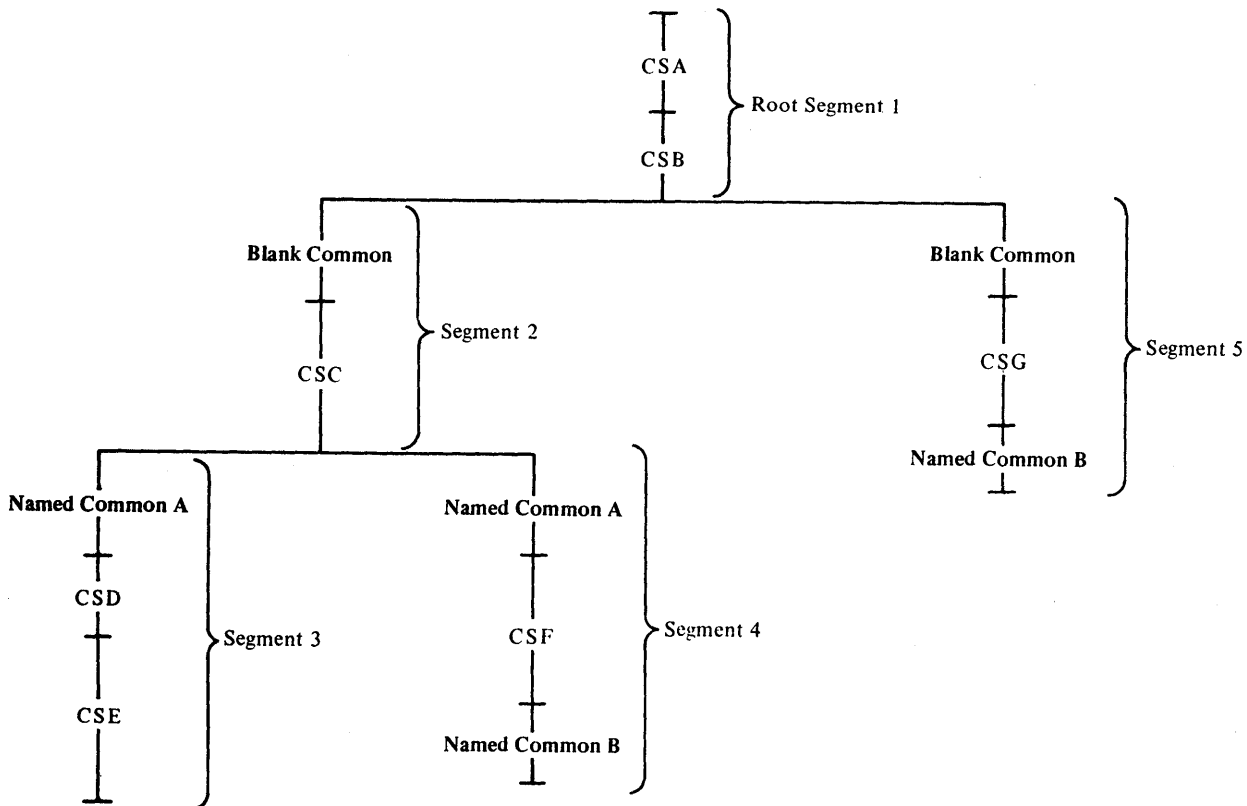 CSA
Root Segment 1
CSB
Blank Common
Segment 2
CSC
Blank Common
CSG
Segment 5
Named Common B
Named Common A
CSD
Segment 3
CSE
Named Common A
CSF
Segment 4
Named Common B